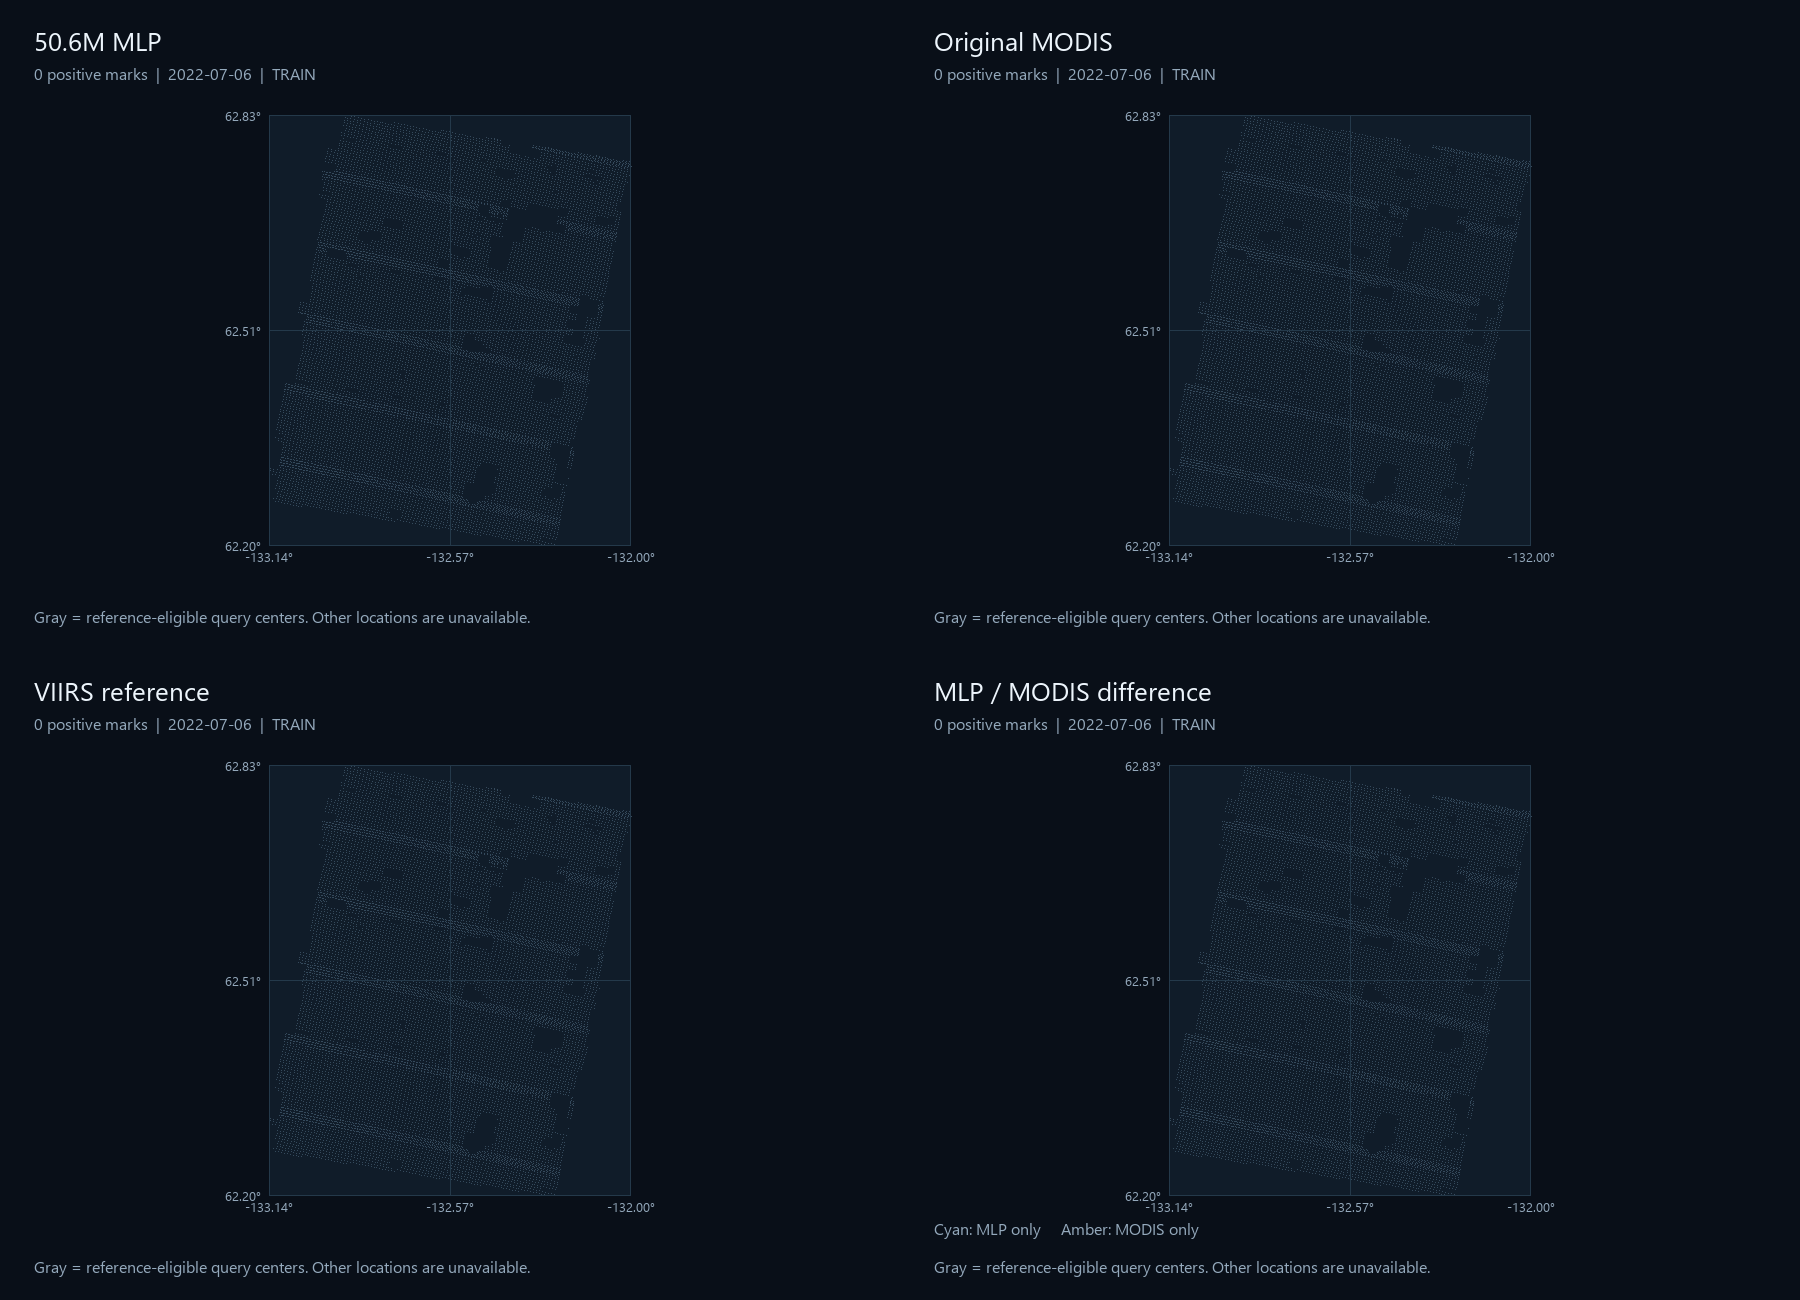 50.6M MLP
0 positive marks | 2022-07-06 | TRAIN
62.83°
62.51°
62.20°
-133.14°
-132.57°
-132.00°
Gray = reference-eligible query centers. Other locations are unavailable.
Original MODIS
0 positive marks | 2022-07-06 | TRAIN
62.83°
62.51°
62.20°
-133.14°
-132.57°
-132.00°
Gray = reference-eligible query centers. Other locations are unavailable.
VIIRS reference
0 positive marks | 2022-07-06 | TRAIN
62.83°
62.51°
62.20°
-133.14°
-132.57°
-132.00°
Gray = reference-eligible query centers. Other locations are unavailable.
MLP / MODIS difference
0 positive marks | 2022-07-06 | TRAIN
62.83°
62.51°
62.20°
-133.14°
-132.57°
-132.00°
Cyan: MLP only Amber: MODIS only
Gray = reference-eligible query centers. Other locations are unavailable.